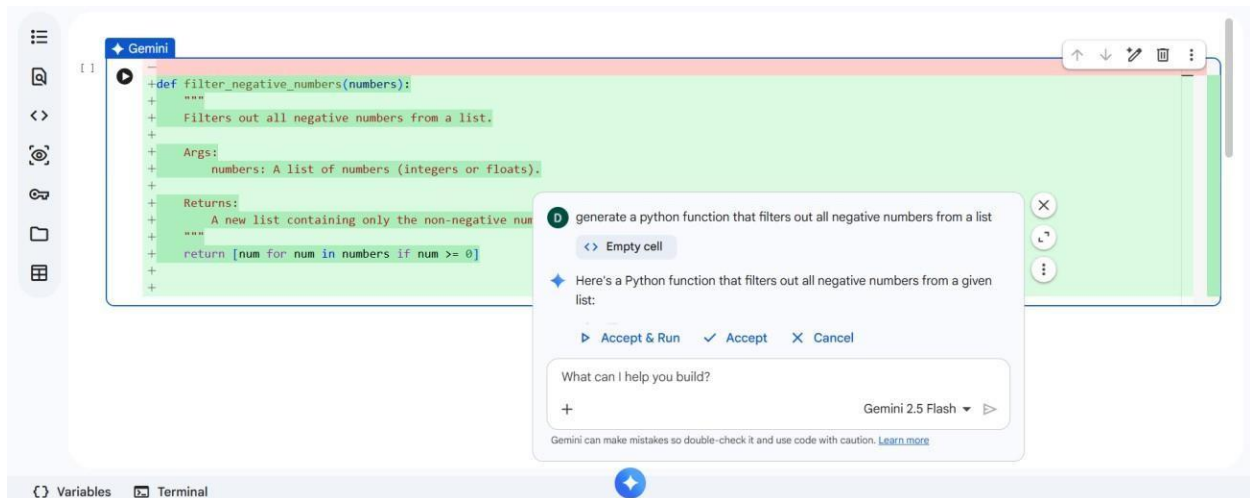 Gemini
[ ]
-
+def filter_negative_numbers(numbers):
+    """
+    Filters out all negative numbers from a list.
+
+    Args:
+        numbers: A list of numbers (integers or floats).
+
+    Returns:
+        A new list containing only the non-negative num
+    """
+    return [num for num in numbers if num >= 0]
+
+
D generate a python function that filters out all negative numbers from a list
<> Empty cell
Here's a Python function that filters out all negative numbers from a given
list:
Accept & Run Accept Cancel
What can I help you build?
+ Gemini 2.5 Flash
Gemini can make mistakes so double-check it and use code with caution. Learn more
{} Variables Terminal